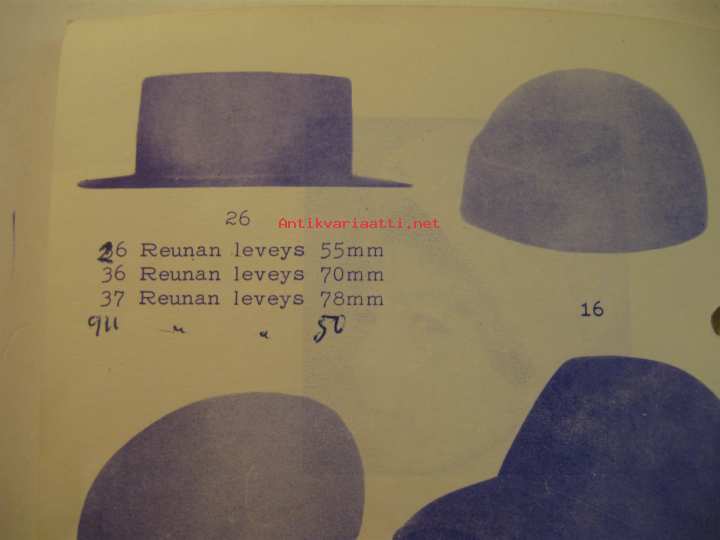 26
Antikvariaatti.net
26 Reunan leveys 55mm
36 Reunan leveys 70mm
37 Reunan leveys 78mm
911 " " 50
16